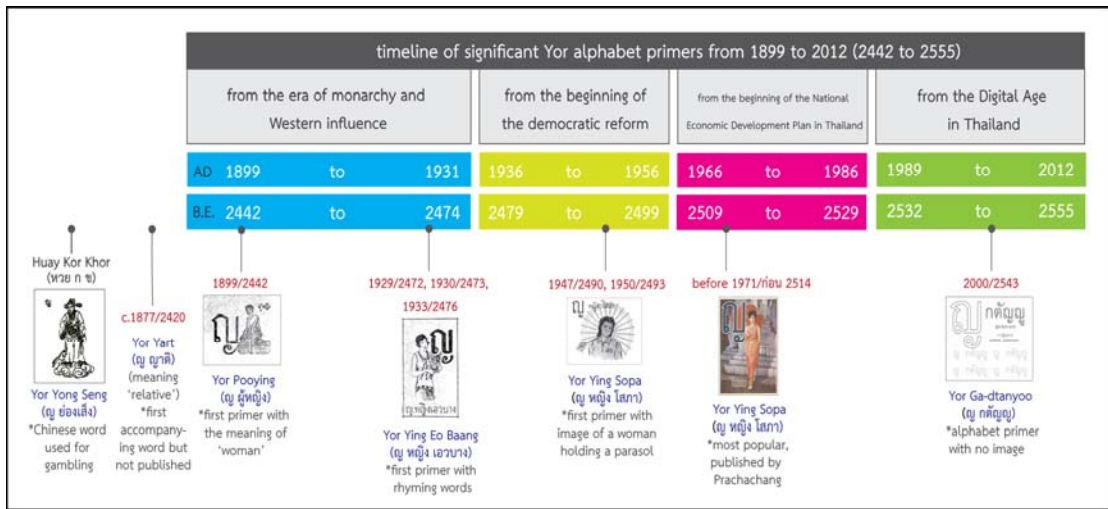 timeline of significant Yor alphabet primers from 1899 to 2012 (2442 to 2555)
from the era of monarchy and
Western influence
from the beginning of
the democratic reform
from the beginning of the National
Economic Development Plan in Thailand
from the Digital Age
in Thailand
AD 1899 to 1931
1936 to 1956
1966 to 1986
1989 to 2012
B.E. 2442 to 2474
2479 to 2499
2509 to 2529
2532 to 2555
Huay Kor Khor
(หวย ก ข)
Yor Yong Seng
(ญ ย่องเส็ง)
*Chinese word
used for
gambling
c.1877/2420
Yor Yart
(ญ ญาติ)
(meaning
'relative')
*first
accompany-
ing word but
not published
1899/2442
ญ
Yor Pooying
(ญ ผู้หญิง)
*first primer with
the meaning of
'woman'
1929/2472, 1930/2473,
1933/2476
ญ
ญ หญิงเอวบาง
Yor Ying Eo Baang
(ญ หญิง เอวบาง)
*first primer with
rhyming words
1947/2490, 1950/2493
ญ หญิงโสภา
Yor Ying Sopa
(ญ หญิง โสภา)
*first primer with
image of a woman
holding a parasol
before 1971/ก่อน 2514
ญ
Yor Ying Sopa
(ญ หญิง โสภา)
*most popular,
published by
Prachachang
2000/2543
ญ กตัญญู
Yor Ga-dtanyoo
(ญ กตัญญู)
*alphabet primer
with no image